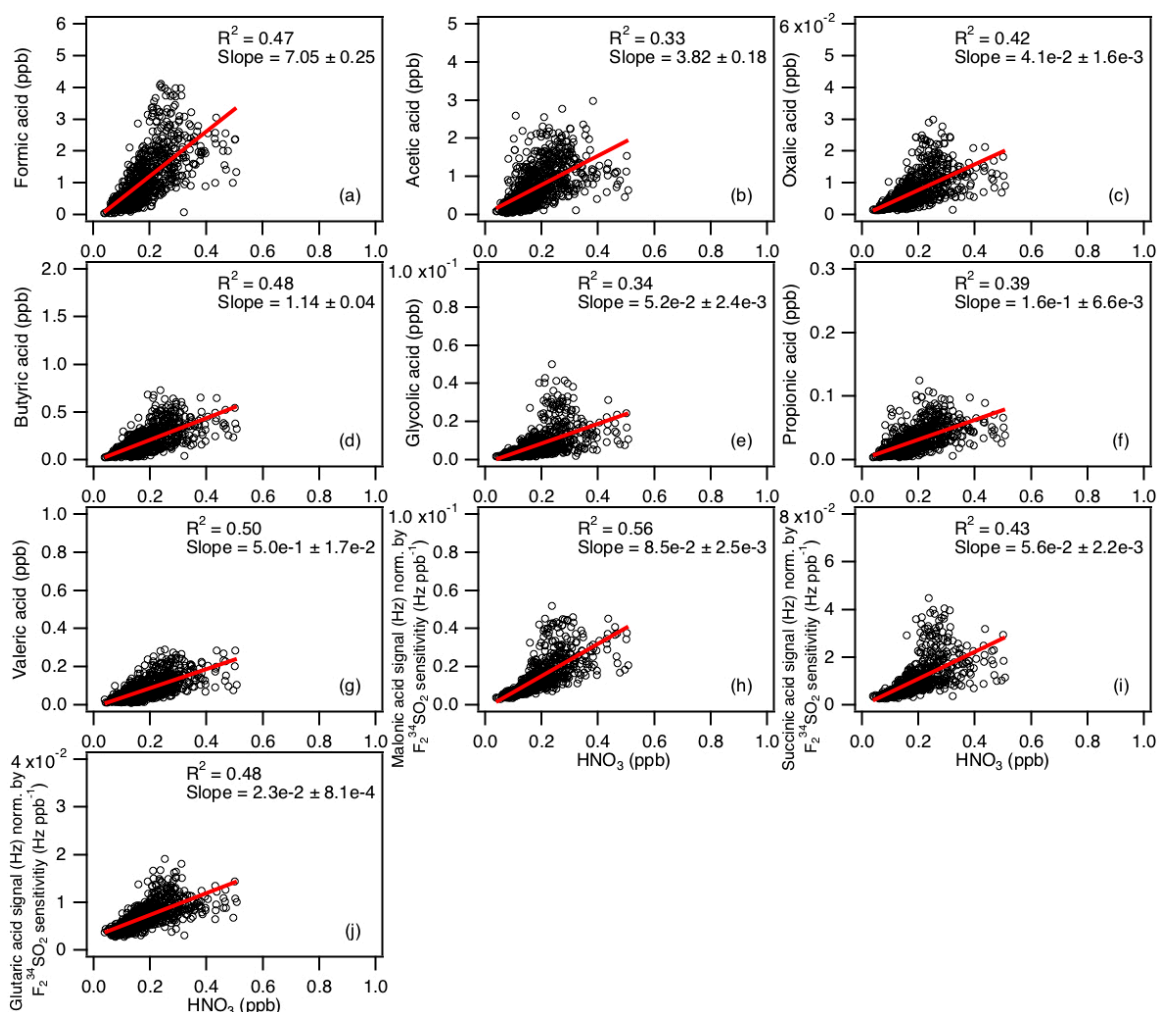 6
5
4
3
2
1
0
Formic acid (ppb)
R² = 0.47
Slope = 7.05 ± 0.25
(a)
0.0 0.2 0.4 0.6 0.8 1.0
5
4
3
2
1
0
Acetic acid (ppb)
R² = 0.33
Slope = 3.82 ± 0.18
(b)
0.0 0.2 0.4 0.6 0.8 1.0
6 x10⁻²
4
2
0
Oxalic acid (ppb)
R² = 0.42
Slope = 4.1e-2 ± 1.6e-3
(c)
0.0 0.2 0.4 0.6 0.8 1.0
2.0
1.5
1.0
0.5
0.0
Butyric acid (ppb)
R² = 0.48
Slope = 1.14 ± 0.04
(d)
0.0 0.2 0.4 0.6 0.8 1.0
1.0 x10⁻¹
0.8
0.6
0.4
0.2
0.0
Glycolic acid (ppb)
R² = 0.34
Slope = 5.2e-2 ± 2.4e-3
(e)
0.0 0.2 0.4 0.6 0.8 1.0
0.3
0.2
0.1
0.0
Propionic acid (ppb)
R² = 0.39
Slope = 1.6e-1 ± 6.6e-3
(f)
0.0 0.2 0.4 0.6 0.8 1.0
1.0
0.8
0.6
0.4
0.2
0.0
Valeric acid (ppb)
R² = 0.50
Slope = 5.0e-1 ± 1.7e-2
(g)
0.0 0.2 0.4 0.6 0.8 1.0
1.0 x10⁻¹
0.8
0.6
0.4
0.2
0.0
Malonic acid signal (Hz) norm. by
F₂³⁴SO₂ sensitivitiy (Hz ppb⁻¹)
R² = 0.56
Slope = 8.5e-2 ± 2.5e-3
(h)
0.0 0.2 0.4 0.6 0.8 1.0
HNO₃ (ppb)
8 x10⁻²
6
4
2
0
Succinic acid signal (Hz) norm. by
F₂³⁴SO₂ sensitivitiy (Hz ppb⁻¹)
R² = 0.43
Slope = 5.6e-2 ± 2.2e-3
(i)
0.0 0.2 0.4 0.6 0.8 1.0
HNO₃ (ppb)
4 x10⁻²
3
2
1
0
Glutaric acid signal (Hz) norm. by
F₂³⁴SO₂ sensitivitiy (Hz ppb⁻¹)
R² = 0.48
Slope = 2.3e-2 ± 8.1e-4
(j)
0.0 0.2 0.4 0.6 0.8 1.0
HNO₃ (ppb)